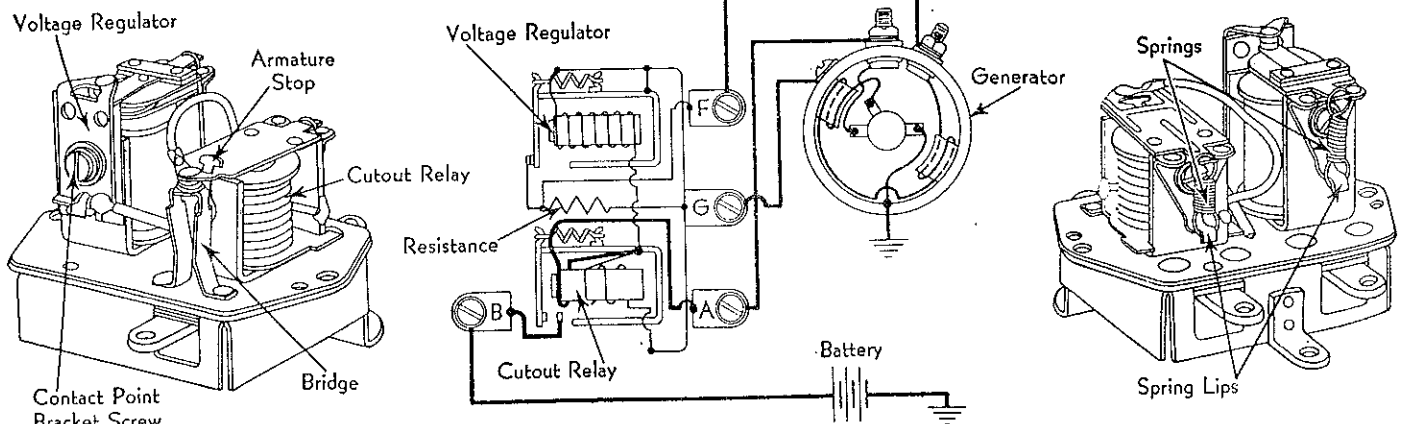 Voltage Regulator
Armature
Stop
Cutout Relay
Bridge
Contact Point
Bracket Screw
Voltage Regulator
Resistance
Cutout Relay
F
G
A
B
Generator
Battery
Springs
Spring Lips